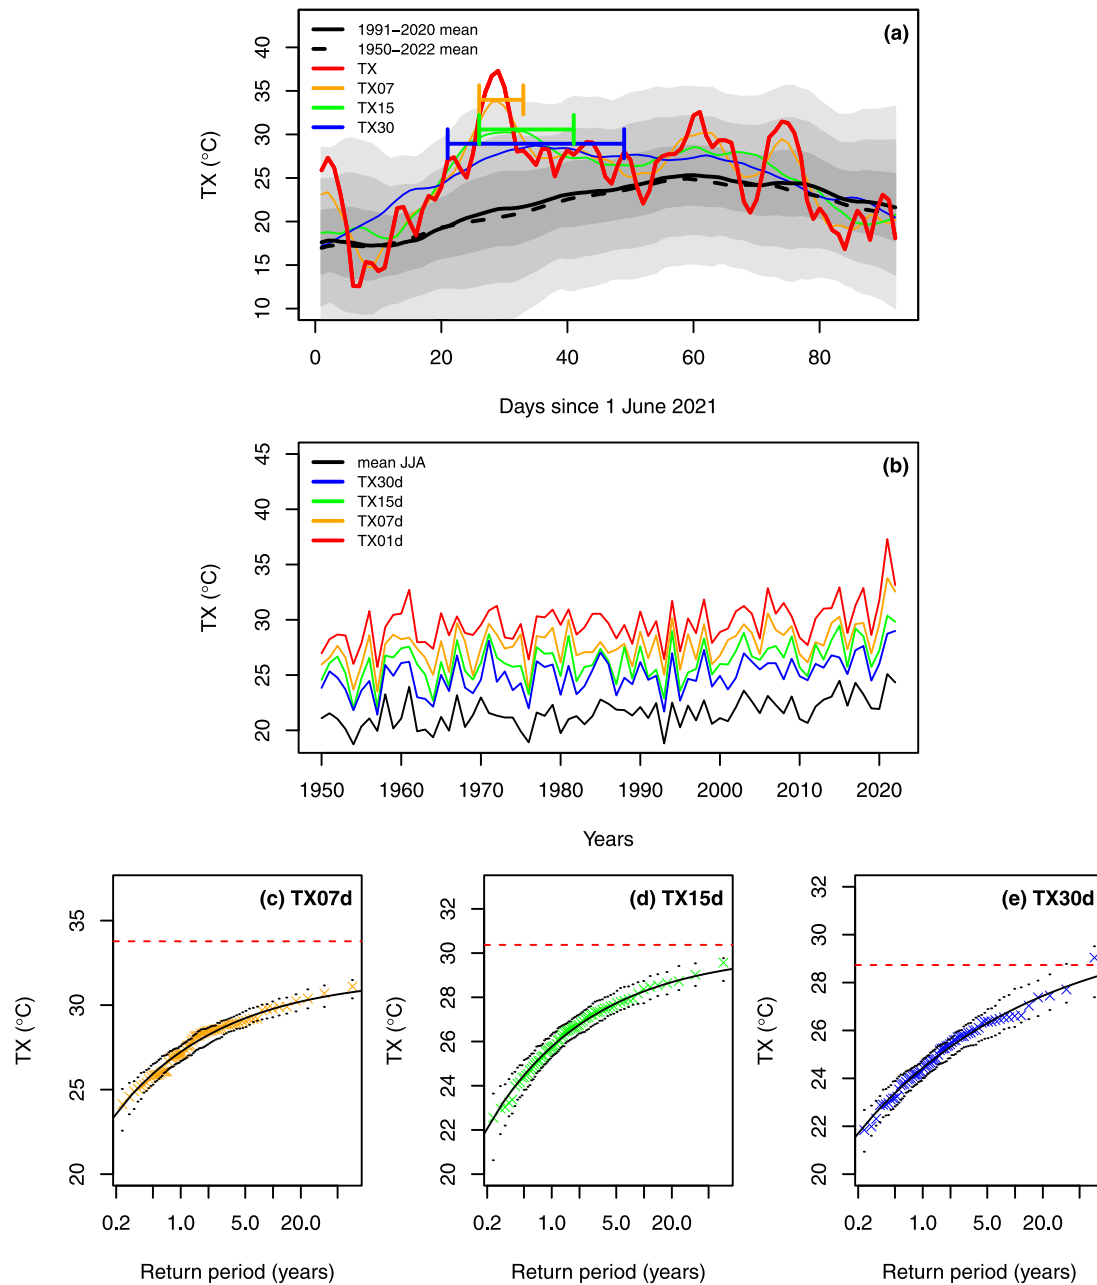 (a)
1991−2020 mean
1950−2022 mean
TX
TX07
TX15
TX30
TX (°C)
40
35
30
25
20
15
10
0 20 40 60 80
Days since 1 June 2021
(b)
mean JJA
TX30d
TX15d
TX07d
TX01d
TX (°C)
45
40
35
30
25
20
1950 1960 1970 1980 1990 2000 2010 2020
Years
(c) TX07d
TX (°C)
35
30
25
20
0.2 1.0 5.0 20.0
Return period (years)
(d) TX15d
TX (°C)
32
30
28
26
24
22
20
0.2 1.0 5.0 20.0
Return period (years)
(e) TX30d
TX (°C)
32
30
28
26
24
22
20
0.2 1.0 5.0 20.0
Return period (years)